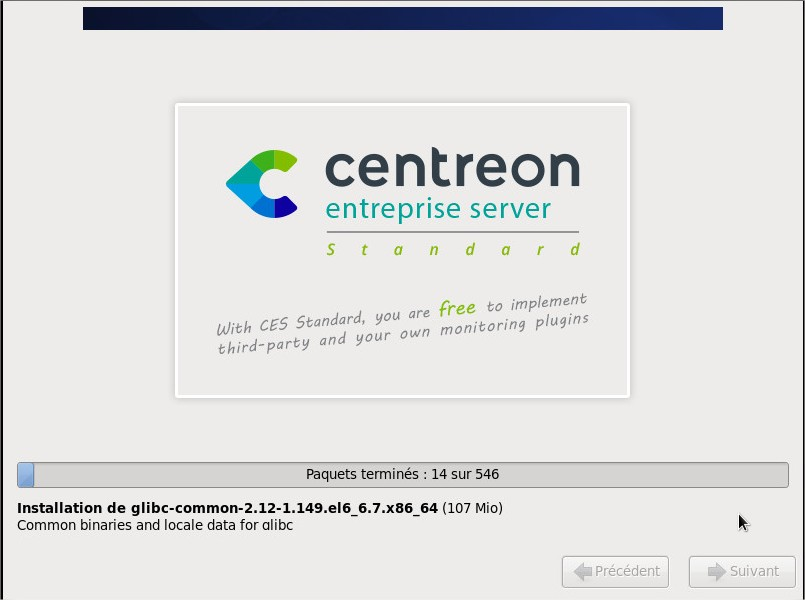 centreon
entreprise server
Standard
With CES Standard, you are free to implement
third-party and your own monitoring plugins
Paquets terminés : 14 sur 546
Installation de glibc-common-2.12-1.149.el6_6.7.x86_64 (107 Mio)
Common binaries and locale data for glibc
Précédent
Suivant